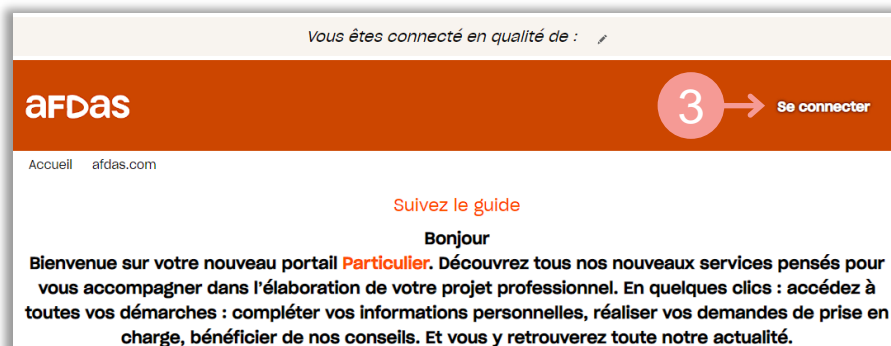 Vous êtes connecté en qualité de :
aFDas
3
Se connecter
Accueil afdas.com
Suivez le guide
Bonjour
Bienvenue sur votre nouveau portail Particulier. Découvrez tous nos nouveaux services pensés pour
vous accompagner dans l'élaboration de votre projet professionnel. En quelques clics : accédez à
toutes vos démarches : compléter vos informations personnelles, réaliser vos demandes de prise en
charge, bénéficier de nos conseils. Et vous y retrouverez toute notre actualité.